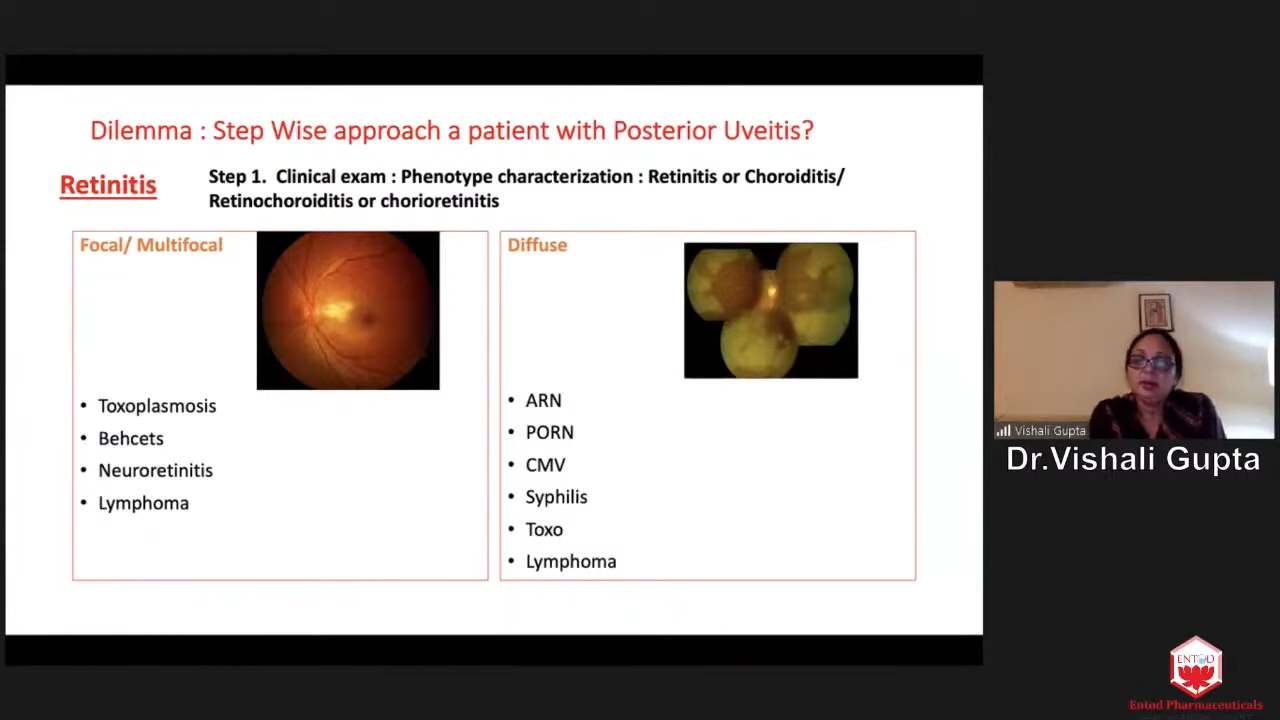 Dilemma : Step Wise approach a patient with Posterior Uveitis?
Retinitis
Step 1. Clinical exam : Phenotype characterization : Retinitis or Choroiditis/
Retinochoroiditis or chorioretinitis
Focal/ Multifocal
• Toxoplasmosis
• Behcets
• Neuroretinitis
• Lymphoma
Diffuse
• ARN
• PORN
• CMV
• Syphilis
• Toxo
• Lymphoma
Vishali Gupta
Dr.Vishali Gupta
ENTOD
Entod Pharmaceuticals